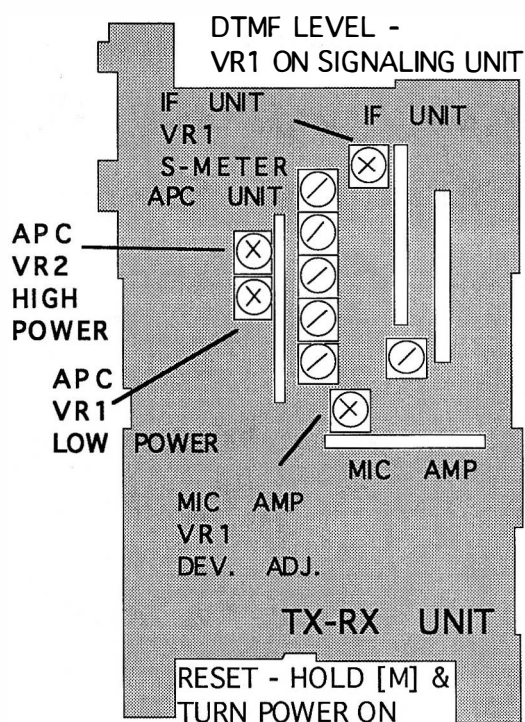 DTMF LEVEL -
VR1 ON SIGNALING UNIT
IF UNIT
VR1
S-METER
IF UNIT
APC UNIT
APC
VR2
HIGH
POWER
APC
VR1
LOW POWER
MIC AMP
MIC AMP
VR1
DEV. ADJ.
TX-RX UNIT
RESET - HOLD [M] &
TURN POWER ON